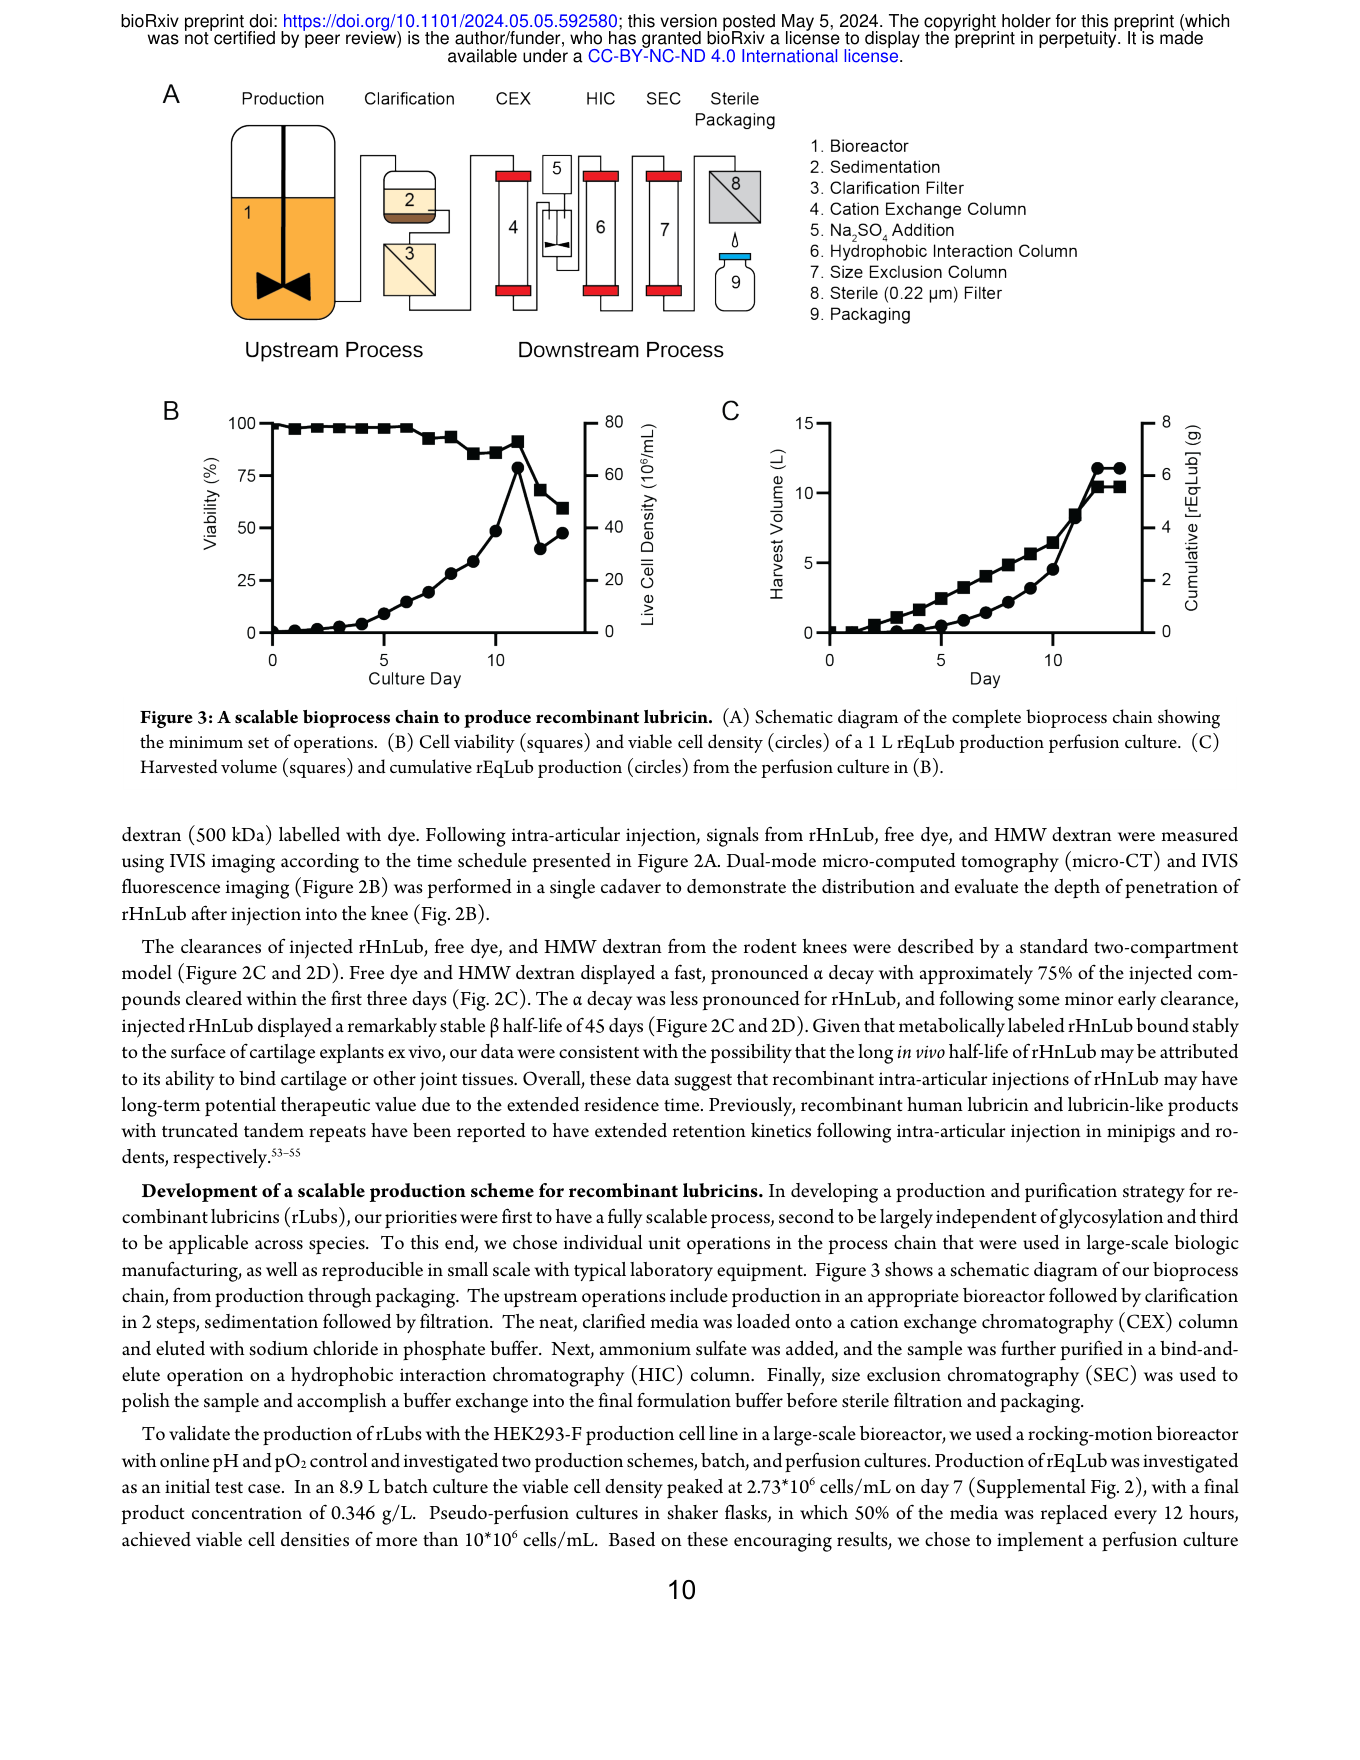 bioRxiv preprint doi: https://doi.org/10.1101/2024.05.05.592580; this version posted May 5, 2024. The copyright holder for this preprint (which
was not certified by peer review) is the author/funder, who has granted bioRxiv a license to display the preprint in perpetuity. It is made
available under a CC-BY-NC-ND 4.0 International license.
A
Production Clarification CEX HIC SEC Sterile
Packaging
1
2
3
4
5
6
7
8
9
1. Bioreactor
2. Sedimentation
3. Clarification Filter
4. Cation Exchange Column
5. Na₂SO₄ Addition
6. Hydrophobic Interaction Column
7. Size Exclusion Column
8. Sterile (0.22 μm) Filter
9. Packaging
Upstream Process Downstream Process
B
Viability (%)
100
75
50
25
0
80
60
40
20
0
Live Cell Density (10⁶/mL)
0 5 10
Culture Day
C
Harvest Volume (L)
15
10
5
0
8
6
4
2
0
Cumulative [rEqLub] (g)
0 5 10
Day
Figure 3: A scalable bioprocess chain to produce recombinant lubricin. (A) Schematic diagram of the complete bioprocess chain showing
the minimum set of operations. (B) Cell viability (squares) and viable cell density (circles) of a 1 L rEqLub production perfusion culture. (C)
Harvested volume (squares) and cumulative rEqLub production (circles) from the perfusion culture in (B).
dextran (500 kDa) labelled with dye. Following intra-articular injection, signals from rHnLub, free dye, and HMW dextran were measured
using IVIS imaging according to the time schedule presented in Figure 2A. Dual-mode micro-computed tomography (micro-CT) and IVIS
fluorescence imaging (Figure 2B) was performed in a single cadaver to demonstrate the distribution and evaluate the depth of penetration of
rHnLub after injection into the knee (Fig. 2B).
The clearances of injected rHnLub, free dye, and HMW dextran from the rodent knees were described by a standard two-compartment
model (Figure 2C and 2D). Free dye and HMW dextran displayed a fast, pronounced α decay with approximately 75% of the injected com-
pounds cleared within the first three days (Fig. 2C). The α decay was less pronounced for rHnLub, and following some minor early clearance,
injected rHnLub displayed a remarkably stable β half-life of 45 days (Figure 2C and 2D). Given that metabolically labeled rHnLub bound stably
to the surface of cartilage explants ex vivo, our data were consistent with the possibility that the long in vivo half-life of rHnLub may be attributed
to its ability to bind cartilage or other joint tissues. Overall, these data suggest that recombinant intra-articular injections of rHnLub may have
long-term potential therapeutic value due to the extended residence time. Previously, recombinant human lubricin and lubricin-like products
with truncated tandem repeats have been reported to have extended retention kinetics following intra-articular injection in minipigs and ro-
dents, respectively.⁵³⁻⁵⁵
Development of a scalable production scheme for recombinant lubricins. In developing a production and purification strategy for re-
combinant lubricins (rLubs), our priorities were first to have a fully scalable process, second to be largely independent of glycosylation and third
to be applicable across species. To this end, we chose individual unit operations in the process chain that were used in large-scale biologic
manufacturing, as well as reproducible in small scale with typical laboratory equipment. Figure 3 shows a schematic diagram of our bioprocess
chain, from production through packaging. The upstream operations include production in an appropriate bioreactor followed by clarification
in 2 steps, sedimentation followed by filtration. The neat, clarified media was loaded onto a cation exchange chromatography (CEX) column
and eluted with sodium chloride in phosphate buffer. Next, ammonium sulfate was added, and the sample was further purified in a bind-and-
elute operation on a hydrophobic interaction chromatography (HIC) column. Finally, size exclusion chromatography (SEC) was used to
polish the sample and accomplish a buffer exchange into the final formulation buffer before sterile filtration and packaging.
To validate the production of rLubs with the HEK293-F production cell line in a large-scale bioreactor, we used a rocking-motion bioreactor
with online pH and pO₂ control and investigated two production schemes, batch, and perfusion cultures. Production of rEqLub was investigated
as an initial test case. In an 8.9 L batch culture the viable cell density peaked at 2.73*10⁶ cells/mL on day 7 (Supplemental Fig. 2), with a final
product concentration of 0.346 g/L. Pseudo-perfusion cultures in shaker flasks, in which 50% of the media was replaced every 12 hours,
achieved viable cell densities of more than 10*10⁶ cells/mL. Based on these encouraging results, we chose to implement a perfusion culture
10